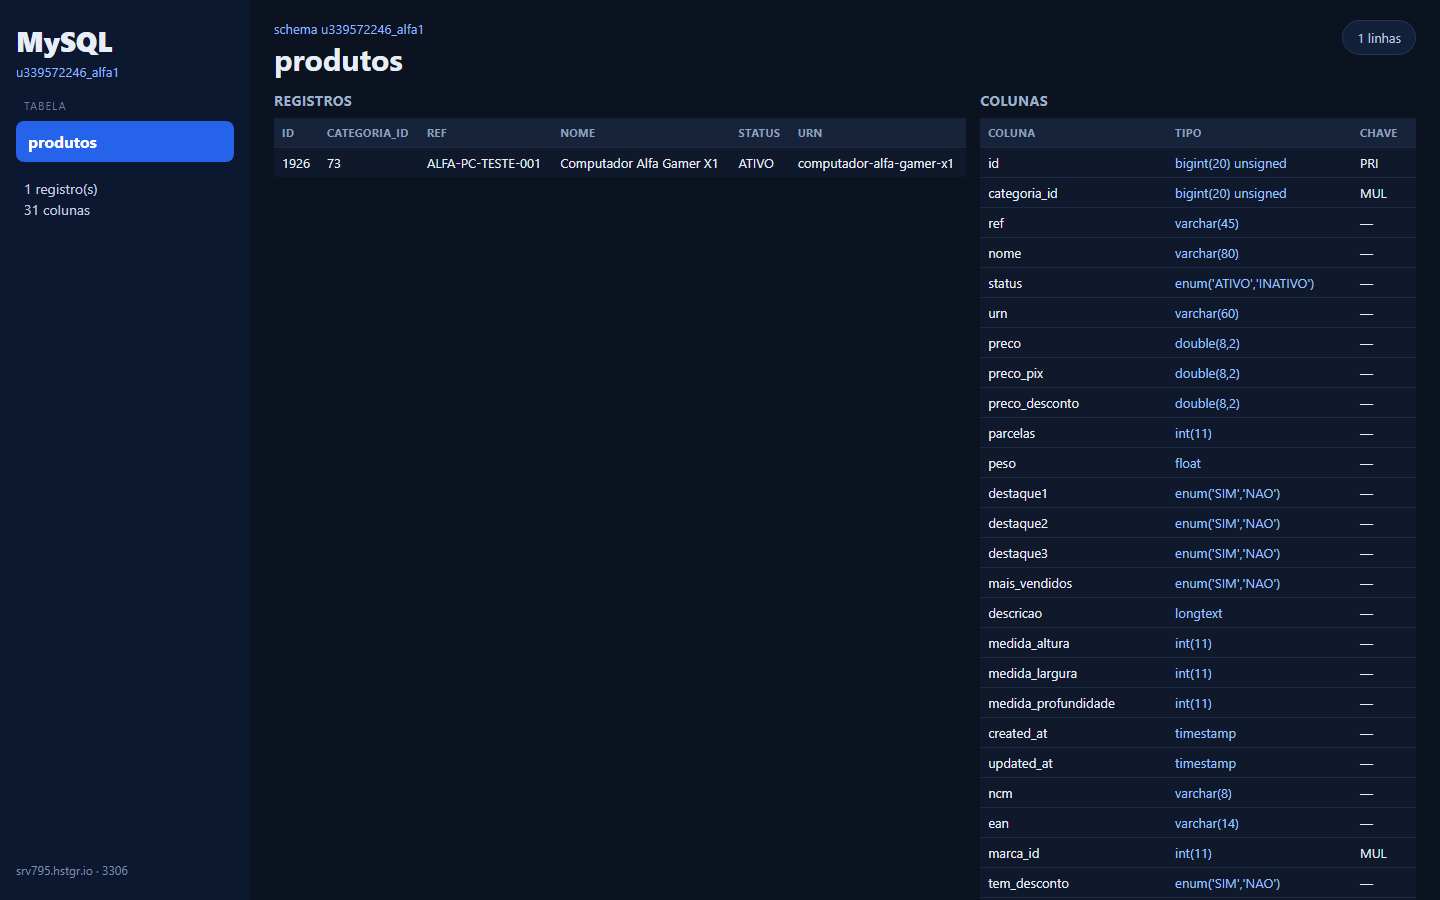 MySQL
u339572246_alfa1
TABELA
produtos
1 registro(s)
31 colunas
srv795.hstgr.io · 3306
schema u339572246_alfa1
produtos
1 linhas
REGISTROS
ID CATEGORIA_ID REF NOME STATUS URN
1926 73 ALFA-PC-TESTE-001 Computador Alfa Gamer X1 ATIVO computador-alfa-gamer-x1
COLUNAS
COLUNA TIPO CHAVE
id bigint(20) unsigned PRI
categoria_id bigint(20) unsigned MUL
ref varchar(45) —
nome varchar(80) —
status enum('ATIVO','INATIVO') —
urn varchar(60) —
preco double(8,2) —
preco_pix double(8,2) —
preco_desconto double(8,2) —
parcelas int(11) —
peso float —
destaque1 enum('SIM','NAO') —
destaque2 enum('SIM','NAO') —
destaque3 enum('SIM','NAO') —
mais_vendidos enum('SIM','NAO') —
descricao longtext —
medida_altura int(11) —
medida_largura int(11) —
medida_profundidade int(11) —
created_at timestamp —
updated_at timestamp —
ncm varchar(8) —
ean varchar(14) —
marca_id int(11) MUL
tem_desconto enum('SIM','NAO') —